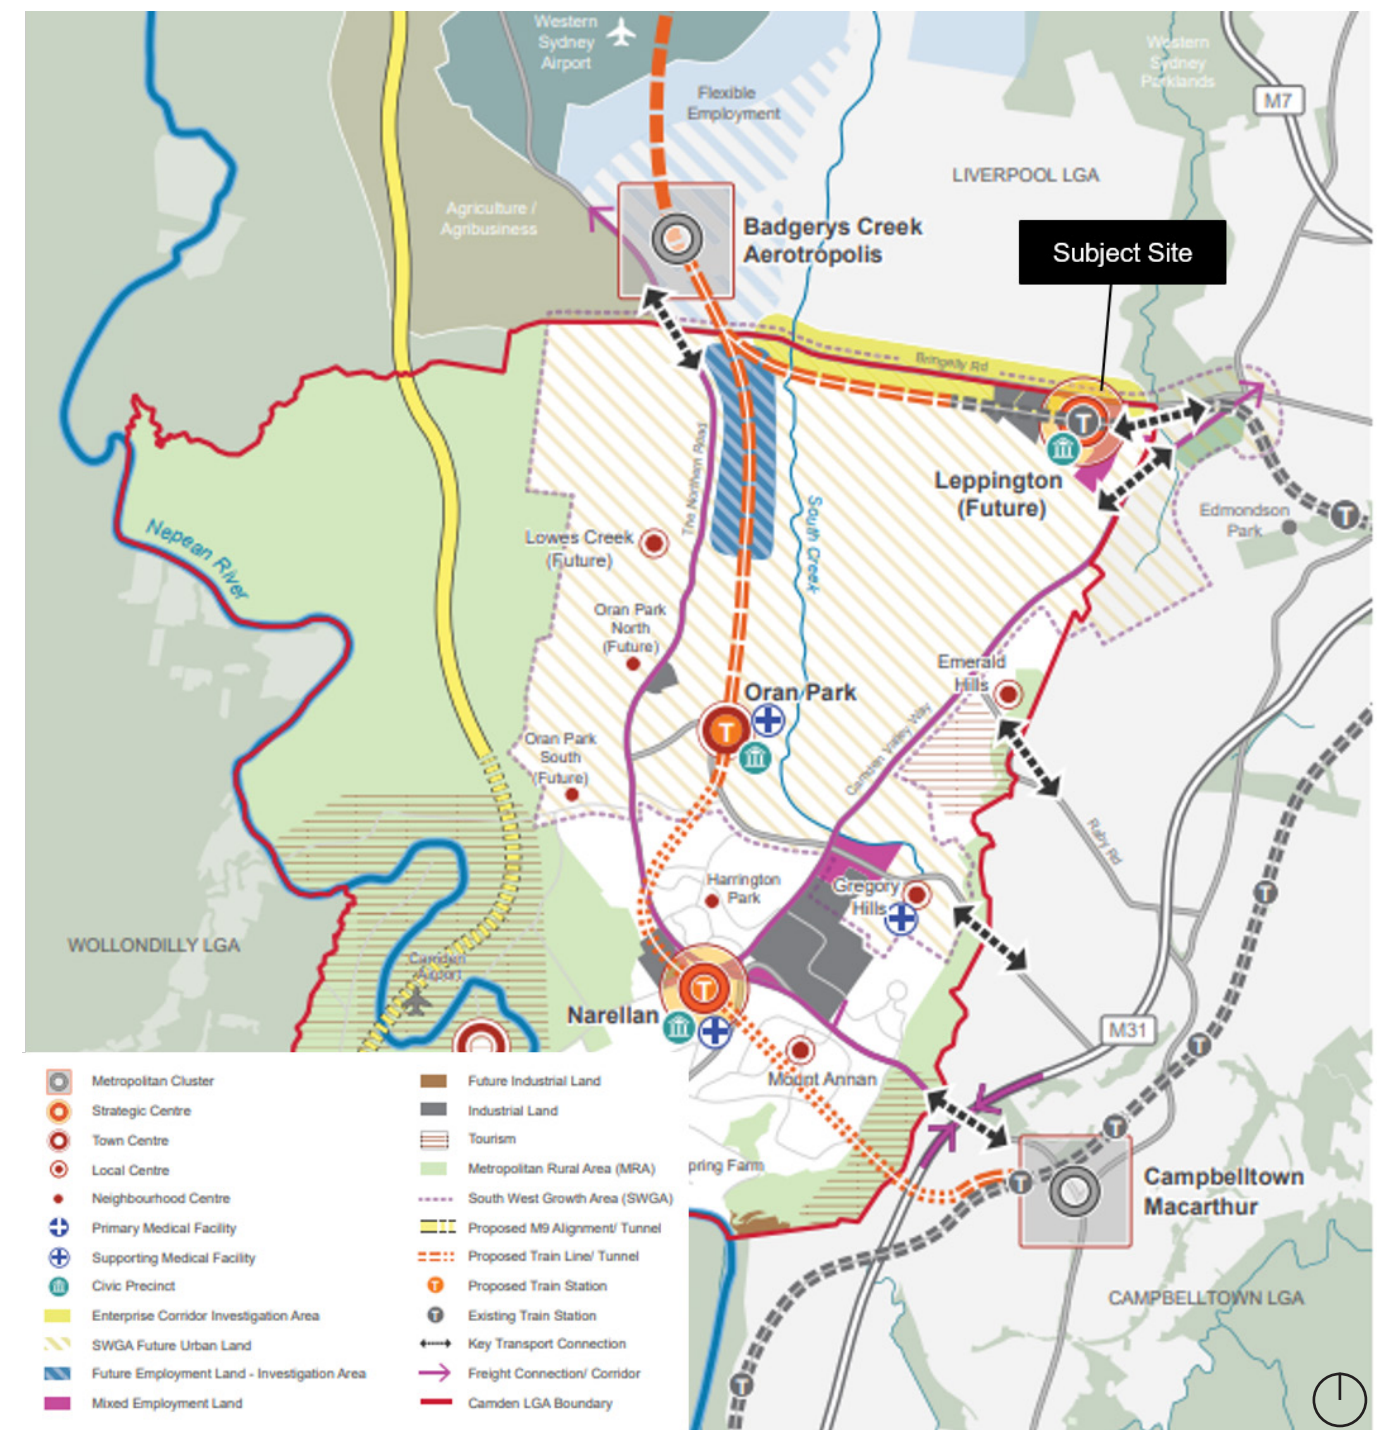 Western
Sydney
Airport
Western
Sydney
Parklands
M7
Flexible
Employment
LIVERPOOL LGA
Agriculture /
Agribusiness
Badgerys Creek
Aerotropolis
Subject Site
Bringelly Rd
T
Leppington
(Future)
The Northern Road
South Creek
Edmondson
Park
T
Nepean River
Lowes Creek
(Future)
Oran Park
North
(Future)
Emerald
Hills
Oran Park
T
Oran Park
South
(Future)
Camden Valley Way
Raby Rd
Harrington
Park
Gregory
Hills
T
WOLLONDILLY LGA
Camden
Airport
T
Narellan
M31
T
Mount Annan
T
pring Farm
T
Campbelltown
Macarthur
CAMPBELLTOWN LGA
T
Metropolitan Cluster
Strategic Centre
Town Centre
Local Centre
Neighbourhood Centre
Primary Medical Facility
Supporting Medical Facility
Civic Precinct
Enterprise Corridor Investigation Area
SWGA Future Urban Land
Future Employment Land - Investigation Area
Mixed Employment Land
Future Industrial Land
Industrial Land
Tourism
Metropolitan Rural Area (MRA)
South West Growth Area (SWGA)
Proposed M9 Alignment/ Tunnel
Proposed Train Line/ Tunnel
T Proposed Train Station
T Existing Train Station
Key Transport Connection
Freight Connection/ Corridor
Camden LGA Boundary